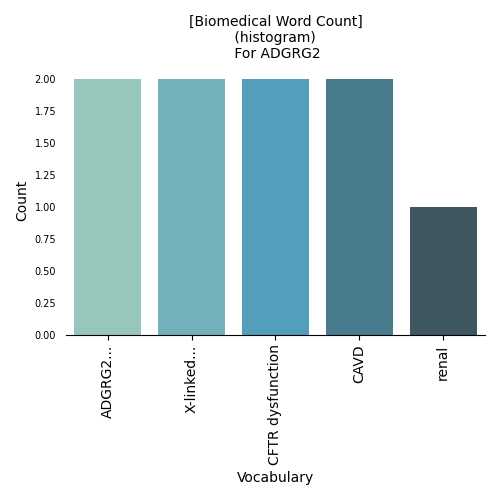 [Biomedical Word Count]
(histogram)
For ADGRG2
Count
2.00
1.75
1.50
1.25
1.00
0.75
0.50
0.25
0.00
ADGRG2...
X-linked...
CFTR dysfunction
CAVD
renal
Vocabulary